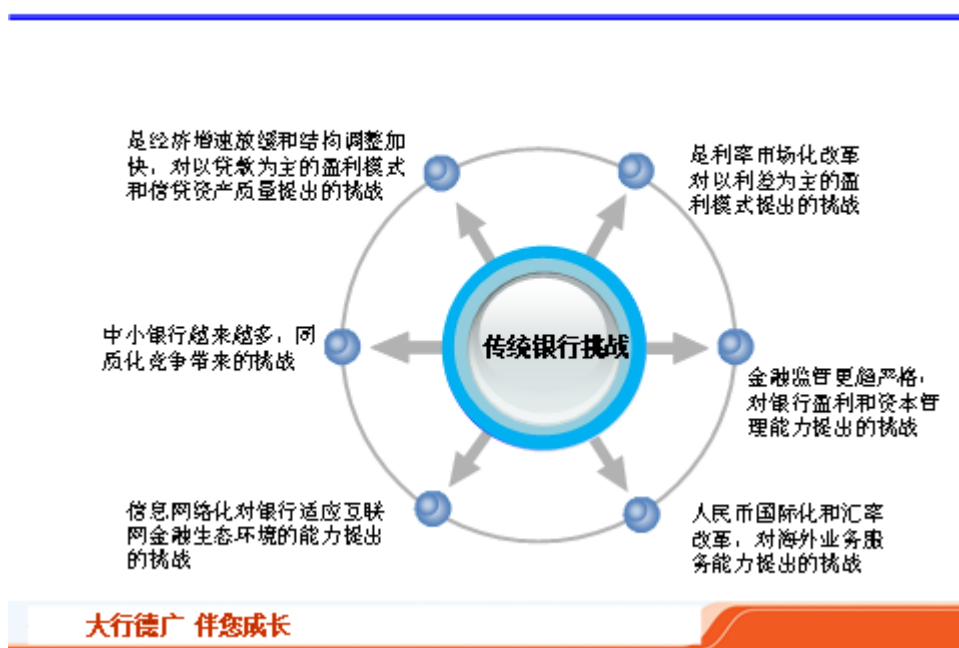 是经济增速放缓和结构调整加
快，对以贷款为主的盈利模式
和信贷资产质量提出的挑战
是利率市场化改革
对以利差为主的盈
利模式提出的挑战
中小银行越来越多，同
质化竞争带来的挑战
传统银行挑战
金融监管更趋严格，
对银行盈利和资本管
理能力提出的挑战
信息网络化对银行适应互联
网金融生态环境的能力提出
的挑战
人民币国际化和汇率
改革，对海外业务服
务能力提出的挑战
大行德广 伴您成长